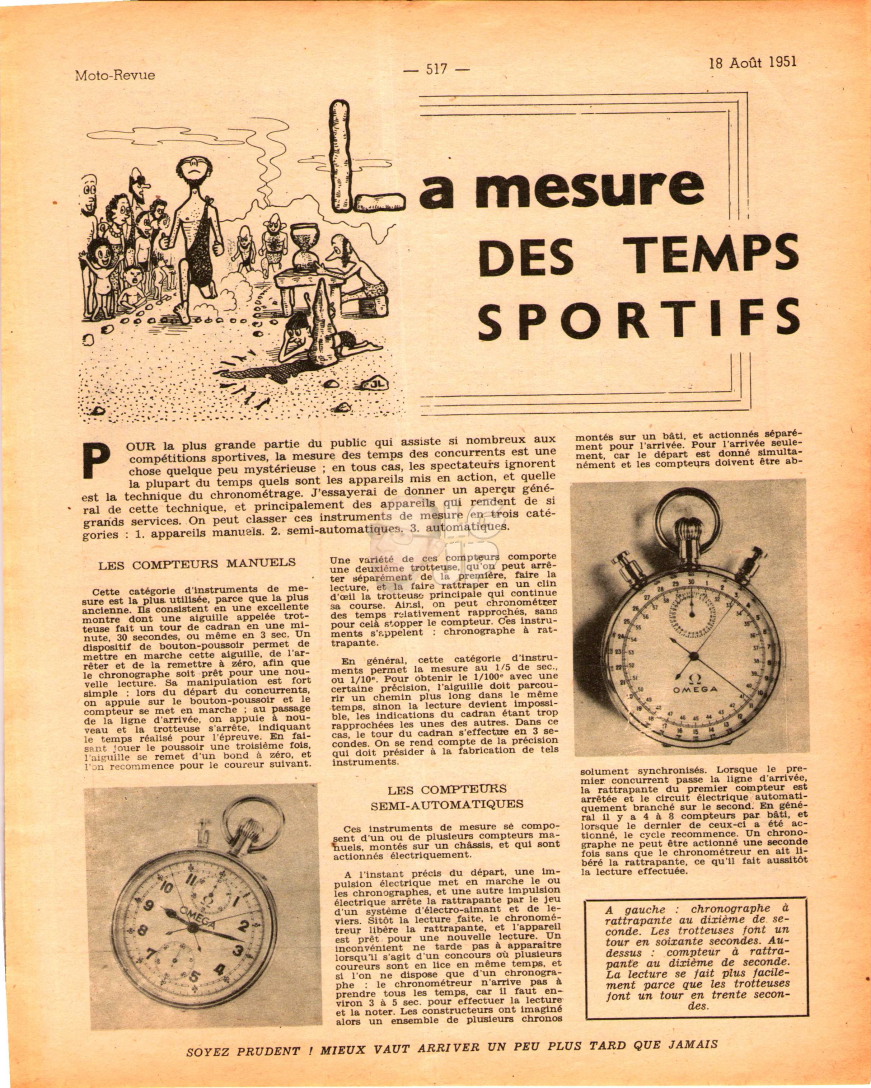 Moto-Revue
— 517 —
18 Août 1951
La mesure
DES TEMPS
SPORTIFS
JL
POUR la plus grande partie du public qui assiste si nombreux aux
compétitions sportives, la mesure des temps des concurrents est une
chose quelque peu mystérieuse ; en tous cas, les spectateurs ignorent
la plupart du temps quels sont les appareils mis en action, et quelle
est la technique du chronométrage. J'essayerai de donner un aperçu géné-
ral de cette technique, et principalement des appareils qui rendent de si
grands services. On peut classer ces instruments de mesure en trois caté-
gories : 1. appareils manuels. 2. semi-automatiques. 3. automatiques.
LES COMPTEURS MANUELS
Cette catégorie d'instruments de me-
sure est la plus utilisée, parce que la plus
ancienne. Ils consistent en une excellente
montre dont une aiguille appelée trot-
teuse fait un tour de cadran en une mi-
nute, 30 secondes, ou même en 3 sec. Un
dispositif de bouton-poussoir permet de
mettre en marche cette aiguille, de l'ar-
rêter et de la remettre à zéro, afin que
le chronographe soit prêt pour une nou-
velle lecture. Sa manipulation est fort
simple : lors du départ du concurrents,
on appuie sur le bouton-poussoir et le
compteur se met en marche ; au passage
de la ligne d'arrivée, on appuie à nou-
veau et la trotteuse s'arrête, indiquant
le temps réalisé pour l'épreuve. En fai-
sant jouer le poussoir une troisième fois,
l'aiguille se remet d'un bond à zéro, et
l'on recommence pour le coureur suivant.
11
10
9
8
7
5
4
3
2
1
OMEGA
Une variété de ces compteurs comporte
une deuxième trotteuse, qu'on peut arrê-
ter séparément de la première, faire la
lecture, et la faire rattraper en un clin
d'œil la trotteuse principale qui continue
sa course. Ainsi, on peut chronométrer
des temps relativement rapprochés, sans
pour celà stopper le compteur. Ces instru-
ments s'appelent : chronographe à rat-
trapante.
En général, cette catégorie d'instru-
ments permet la mesure au 1/5 de sec.,
ou 1/10°. Pour obtenir le 1/100° avec une
certaine précision, l'aiguille doit parcou-
rir un chemin plus long dans le même
temps, sinon la lecture devient impossi-
ble, les indications du cadran étant trop
rapprochées les unes des autres. Dans ce
cas, le tour du cadran s'effectue en 3 se-
condes. On se rend compte de la précision
qui doit présider à la fabrication de tels
instruments.
LES COMPTEURS
SEMI-AUTOMATIQUES
Ces instruments de mesure se compo-
sent d'un ou de plusieurs compteurs ma-
nuels, montés sur un châssis, et qui sont
actionnés électriquement.
A l'instant précis du départ, une im-
pulsion électrique met en marche le ou
les chronographes, et une autre impulsion
électrique arrête la rattrapante par le jeu
d'un système d'électro-aimant et de le-
viers. Sitôt la lecture faite, le chronomé-
treur libère la rattrapante, et l'appareil
est prêt pour une nouvelle lecture. Un
inconvénient ne tarde pas à apparaître
lorsqu'il s'agit d'un concours où plusieurs
coureurs sont en lice en même temps, et
si l'on ne dispose que d'un chronogra-
phe : le chronométreur n'arrive pas à
prendre tous les temps, car il faut en-
viron 3 à 5 sec. pour effectuer la lecture
et la noter. Les constructeurs ont imaginé
alors un ensemble de plusieurs chronos
montés sur un bâti, et actionnés séparé-
ment pour l'arrivée. Pour l'arrivée seule-
ment, car le départ est donné simulta-
nément et les compteurs doivent être ab-
Ω
OMEGA
solument synchronisés. Lorsque le pre-
mier concurrent passe la ligne d'arrivée,
la rattrapante du premier compteur est
arrêtée et le circuit électrique automati-
quement branché sur le second. En géné-
ral il y a 4 à 8 compteurs par bâti, et
lorsque le dernier de ceux-ci a été ac-
tionné, le cycle recommence. Un chrono-
graphe ne peut être actionné une seconde
fois sans que le chronométreur en ait li-
béré la rattrapante, ce qu'il fait aussitôt
la lecture effectuée.
A gauche : chronographe à
rattrapante au dixième de se-
conde. Les trotteuses font un
tour en soixante secondes. Au-
dessus : compteur à rattra-
pante au dixième de seconde.
La lecture se fait plus facile-
ment parce que les trotteuses
font un tour en trente secon-
des.
SOYEZ PRUDENT ! MIEUX VAUT ARRIVER UN PEU PLUS TARD QUE JAMAIS